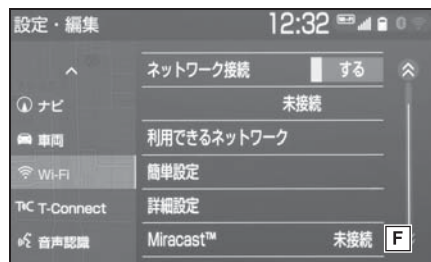 設定・編集 12:32
ナビ
車両
Wi-Fi
T-Connect
音声認識
ネットワーク接続 する
未接続
利用できるネットワーク
簡単設定
詳細設定
Miracast™ 未接続 F